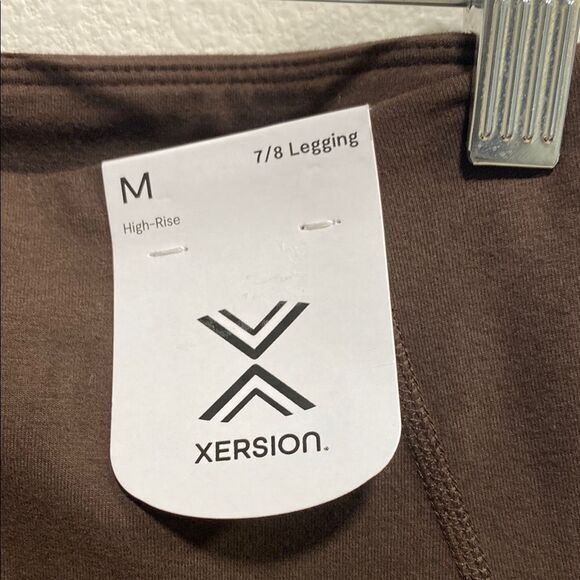 7/8 Legging
M
High-Rise
XERSION